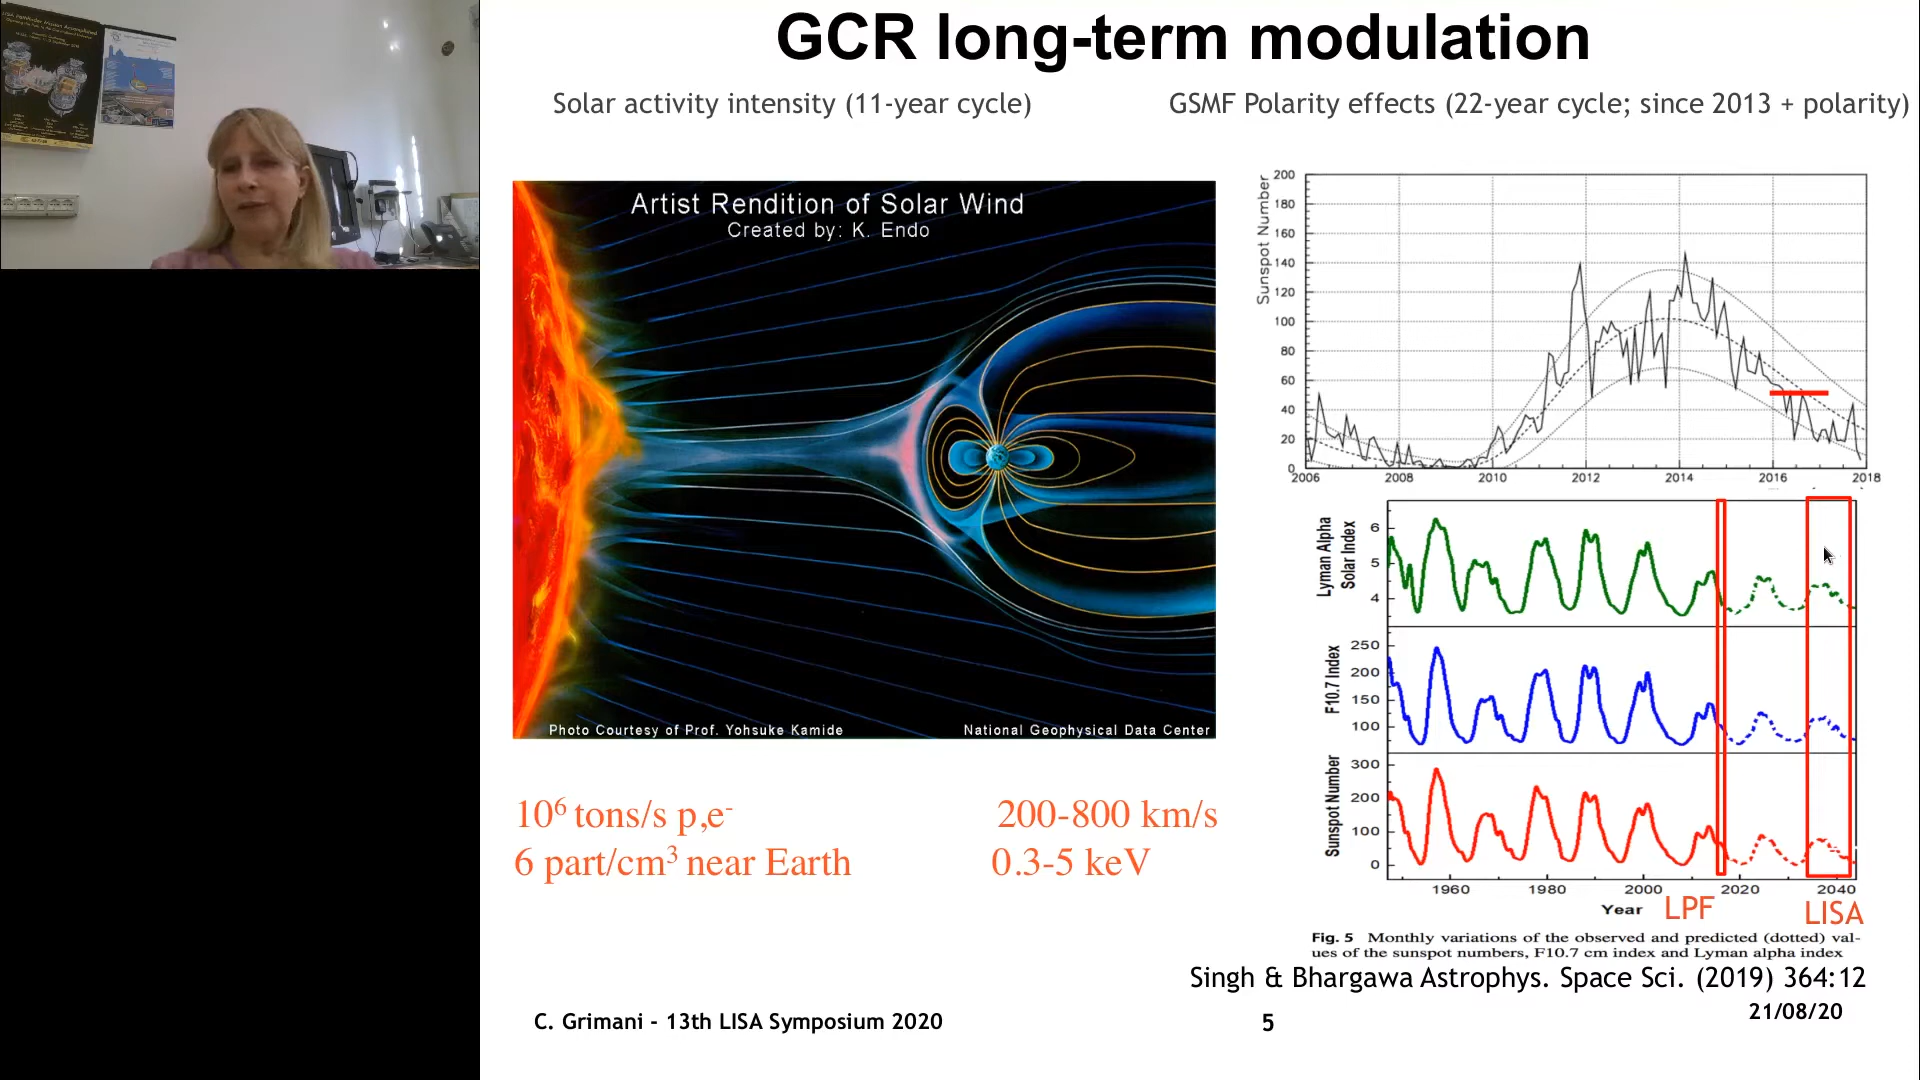 GCR long-term modulation
Solar activity intensity (11-year cycle)
GSMF Polarity effects (22-year cycle; since 2013 + polarity)
Artist Rendition of Solar Wind
Created by: K. Endo
Photo Courtesy of Prof. Yohsuke Kamide
National Geophysical Data Center
10⁶ tons/s p,e⁻
200-800 km/s
6 part/cm³ near Earth
0.3-5 keV
Sunspot Number
200
180
160
140
120
100
80
60
40
20
0
2006 2008 2010 2012 2014 2016 2018
Lyman Alpha
Solar Index
6
5
4
F10.7 Index
250
200
150
100
Sunspot Number
300
200
100
0
1960 1980 2000 2020 2040
Year
LPF
LISA
Fig. 5 Monthly variations of the observed and predicted (dotted) val-
ues of the sunspot numbers, F10.7 cm index and Lyman alpha index
Singh & Bhargawa Astrophys. Space Sci. (2019) 364:12
C. Grimani - 13th LISA Symposium 2020
5
21/08/20